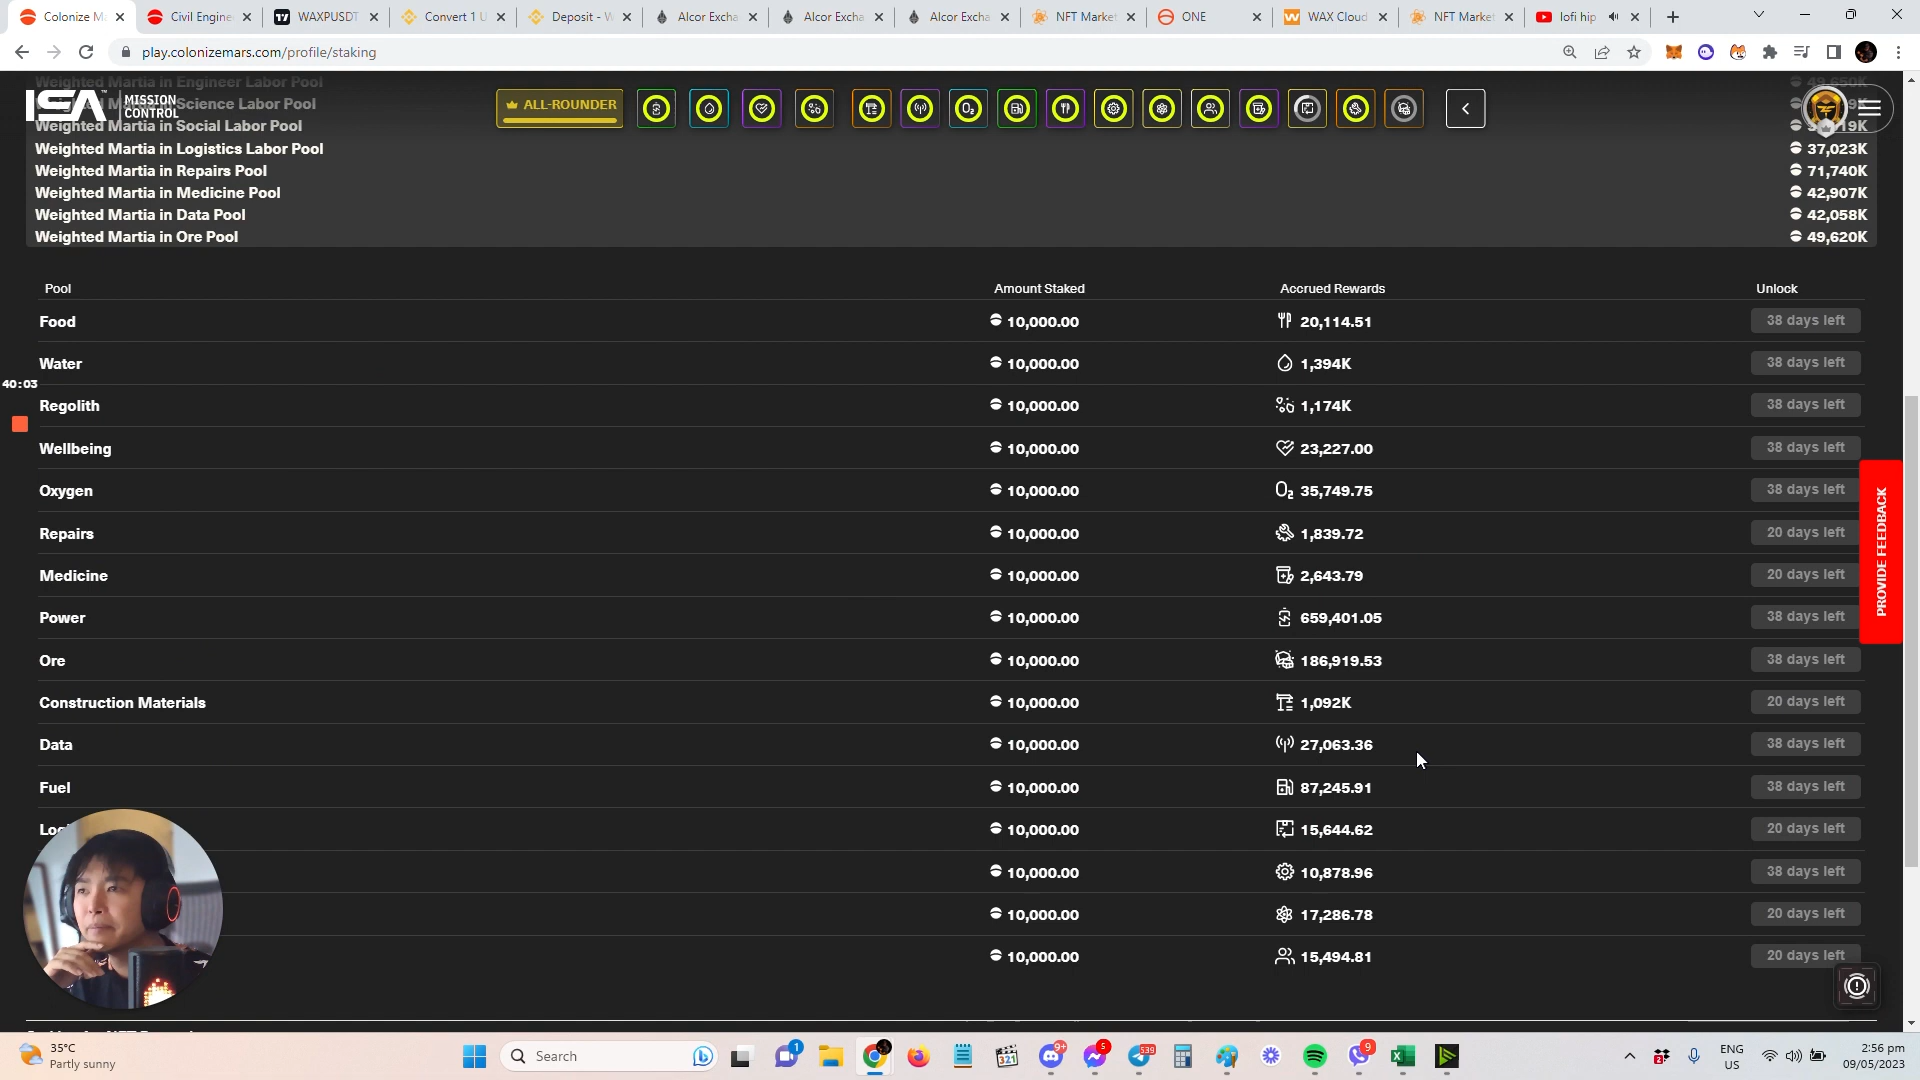 Colonize Ma
Civil Engine
WAXPUSDT
Convert 1 U
Deposit - W
Alcor Excha
Alcor Excha
Alcor Excha
NFT Market
ONE
WAX Cloud
NFT Market
lofi hip
play.colonizemars.com/profile/staking
Weighted Martia in Engineer Labor Pool 49,650K
Science Labor Pool
Weighted Martia in Social Labor Pool
ISA MISSION CONTROL
ALL-ROUNDER
Weighted Martia in Logistics Labor Pool 37,023K
Weighted Martia in Repairs Pool 71,740K
Weighted Martia in Medicine Pool 42,907K
Weighted Martia in Data Pool 42,058K
Weighted Martia in Ore Pool 49,620K
Pool Amount Staked Accrued Rewards Unlock
Food 10,000.00 20,114.51 38 days left
Water 10,000.00 1,394K 38 days left
40:03
Regolith 10,000.00 1,174K 38 days left
Wellbeing 10,000.00 23,227.00 38 days left
Oxygen 10,000.00 O2 35,749.75 38 days left
Repairs 10,000.00 1,839.72 20 days left
Medicine 10,000.00 2,643.79 20 days left
Power 10,000.00 659,401.05 38 days left
Ore 10,000.00 186,919.53 38 days left
Construction Materials 10,000.00 1,092K 20 days left
Data 10,000.00 27,063.36 38 days left
Fuel 10,000.00 87,245.91 38 days left
10,000.00 15,644.62 20 days left
10,000.00 10,878.96 38 days left
10,000.00 17,286.78 20 days left
10,000.00 15,494.81 20 days left
PROVIDE FEEDBACK
35°C
Partly sunny
Search
ENG
US
2:56 pm
09/05/2023